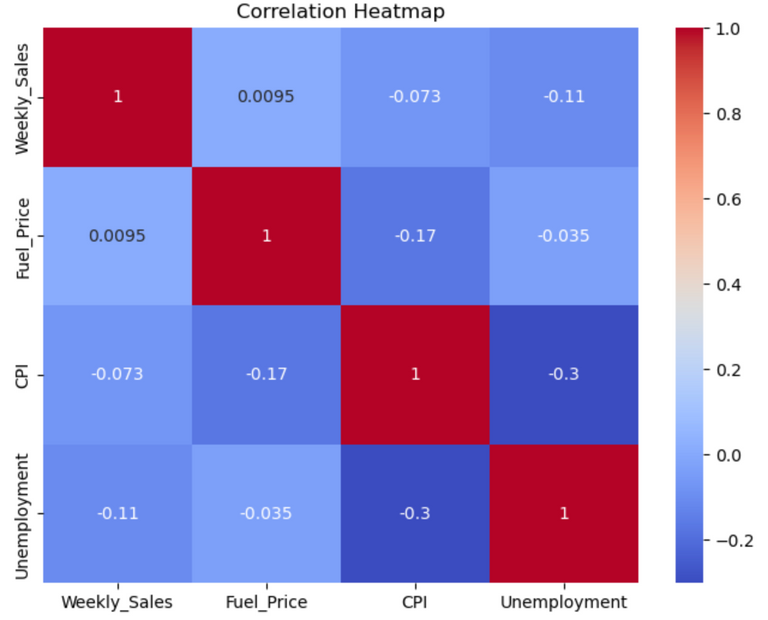 Correlation Heatmap
Weekly_Sales
1
0.0095
-0.073
-0.11
Fuel_Price
0.0095
1
-0.17
-0.035
CPI
-0.073
-0.17
1
-0.3
Unemployment
-0.11
-0.035
-0.3
1
Weekly_Sales
Fuel_Price
CPI
Unemployment
1.0
0.8
0.6
0.4
0.2
0.0
−0.2